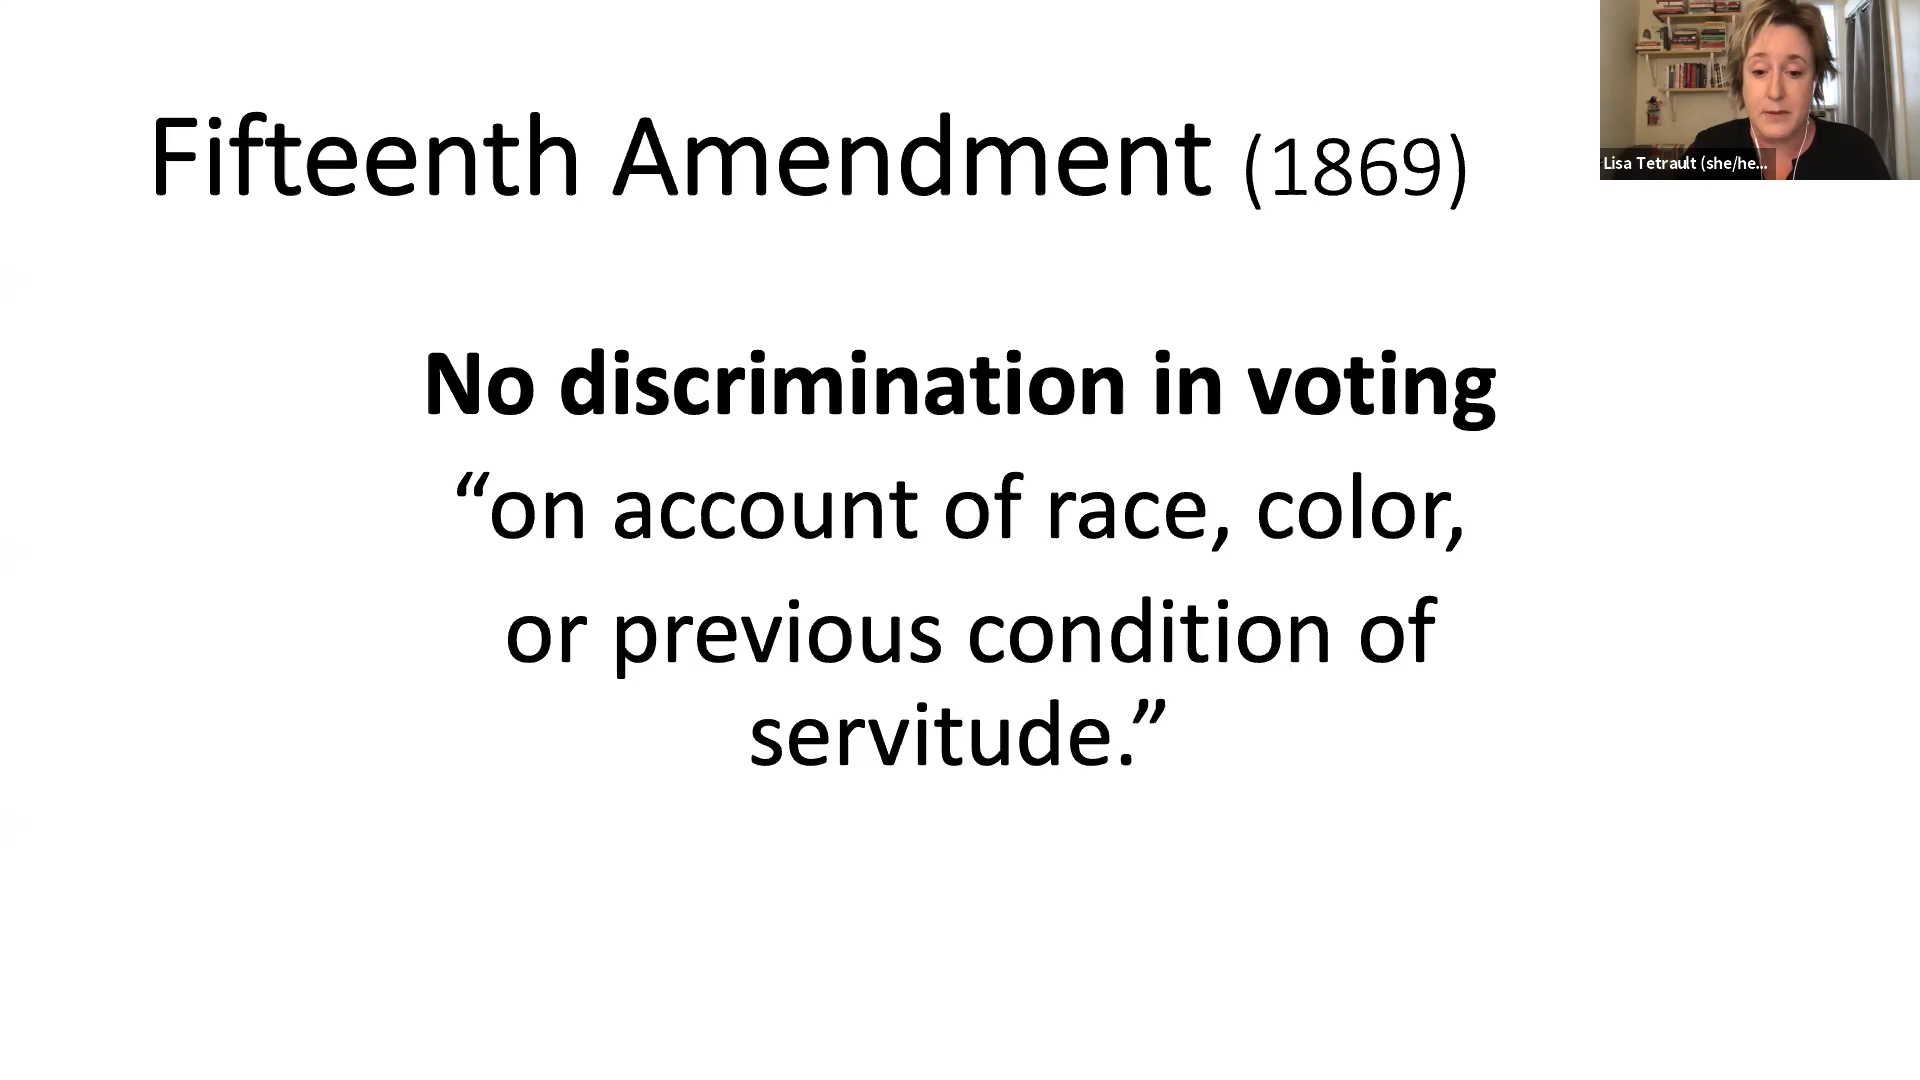 Fifteenth Amendment (1869)
Lisa Tetrault (she/he...
No discrimination in voting
“on account of race, color,
or previous condition of
servitude.”